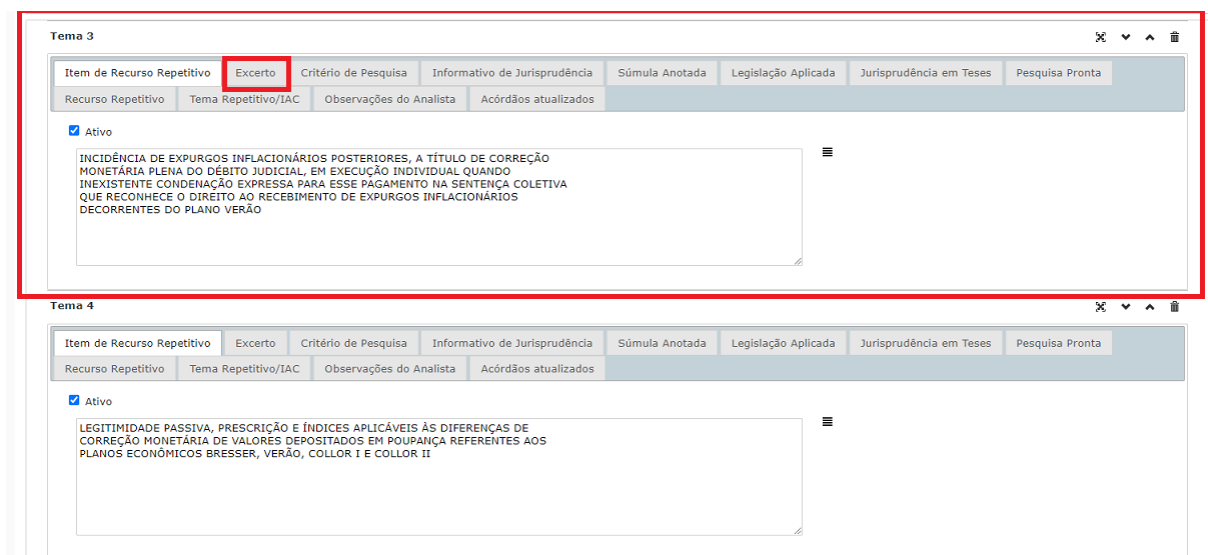 Tema 3
Item de Recurso Repetitivo Excerto Critério de Pesquisa Informativo de Jurisprudência Súmula Anotada Legislação Aplicada Jurisprudência em Teses Pesquisa Pronta
Recurso Repetitivo Tema Repetitivo/IAC Observações do Analista Acórdãos atualizados
Ativo
INCIDÊNCIA DE EXPURGOS INFLACIONÁRIOS POSTERIORES, A TÍTULO DE CORREÇÃO
MONETÁRIA PLENA DO DÉBITO JUDICIAL, EM EXECUÇÃO INDIVIDUAL QUANDO
INEXISTENTE CONDENAÇÃO EXPRESSA PARA ESSE PAGAMENTO NA SENTENÇA COLETIVA
QUE RECONHECE O DIREITO AO RECEBIMENTO DE EXPURGOS INFLACIONÁRIOS
DECORRENTES DO PLANO VERÃO
Tema 4
Item de Recurso Repetitivo Excerto Critério de Pesquisa Informativo de Jurisprudência Súmula Anotada Legislação Aplicada Jurisprudência em Teses Pesquisa Pronta
Recurso Repetitivo Tema Repetitivo/IAC Observações do Analista Acórdãos atualizados
Ativo
LEGITIMIDADE PASSIVA, PRESCRIÇÃO E ÍNDICES APLICÁVEIS ÀS DIFERENÇAS DE
CORREÇÃO MONETÁRIA DE VALORES DEPOSITADOS EM POUPANÇA REFERENTES AOS
PLANOS ECONÔMICOS BRESSER, VERÃO, COLLOR I E COLLOR II